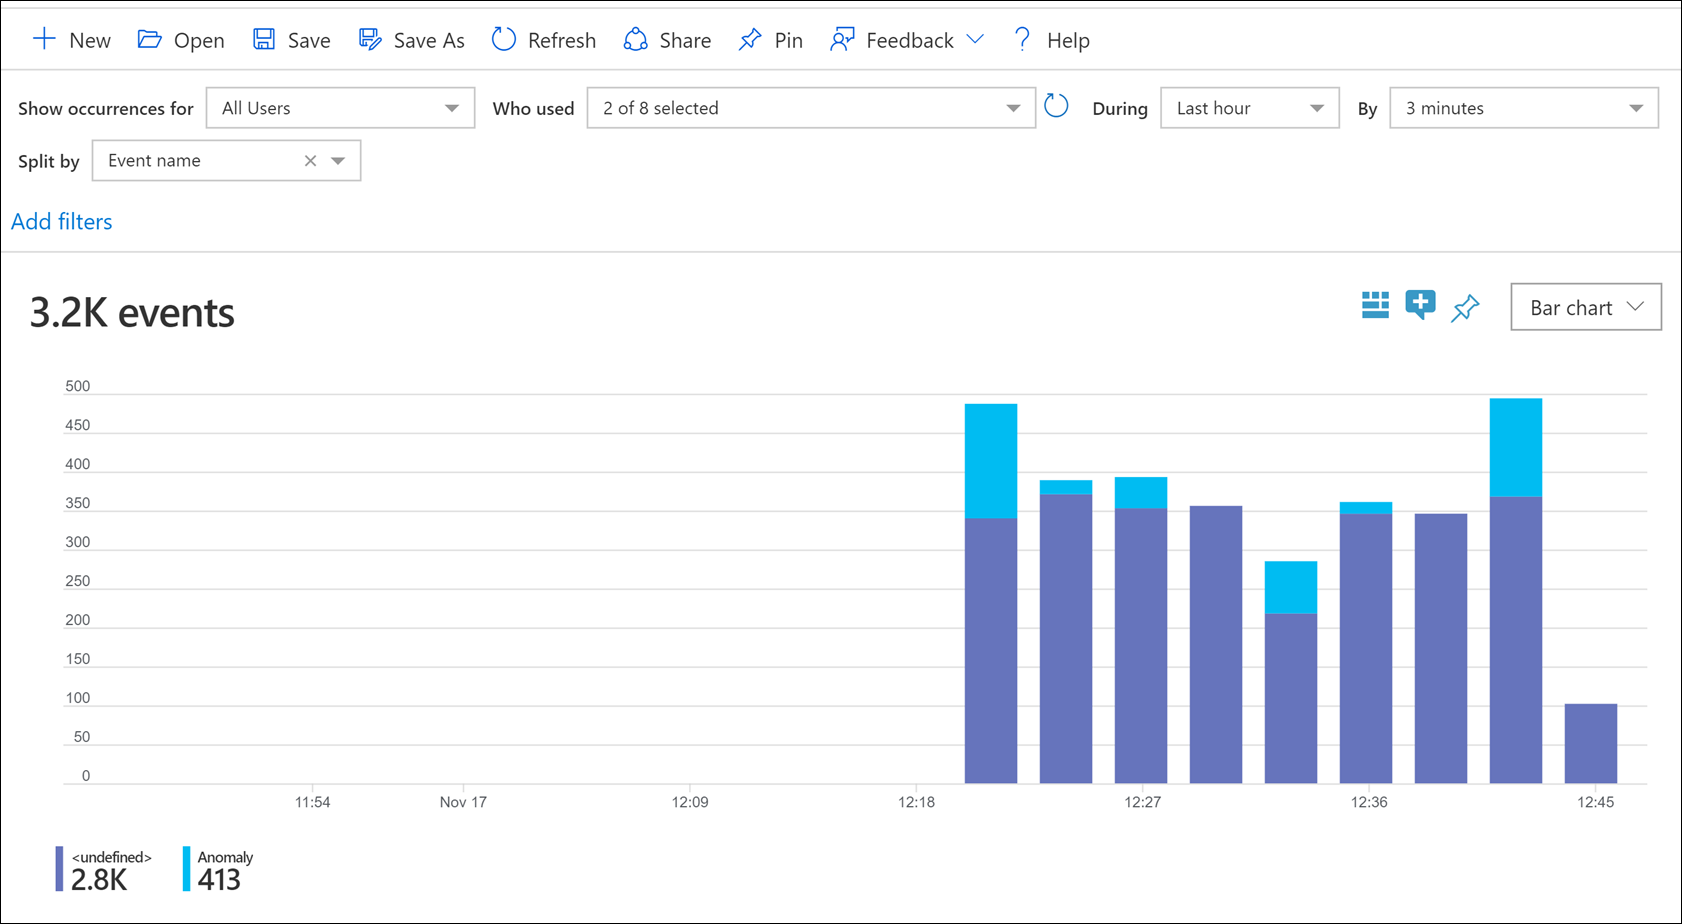 New Open Save Save As Refresh Share Pin Feedback Help
Show occurrences for All Users Who used 2 of 8 selected During Last hour By 3 minutes
Split by Event name
Add filters
3.2K events
Bar chart
500
450
400
350
300
250
200
150
100
50
0
11:54 Nov 17 12:09 12:18 12:27 12:36 12:45
<undefined> Anomaly
2.8K 413